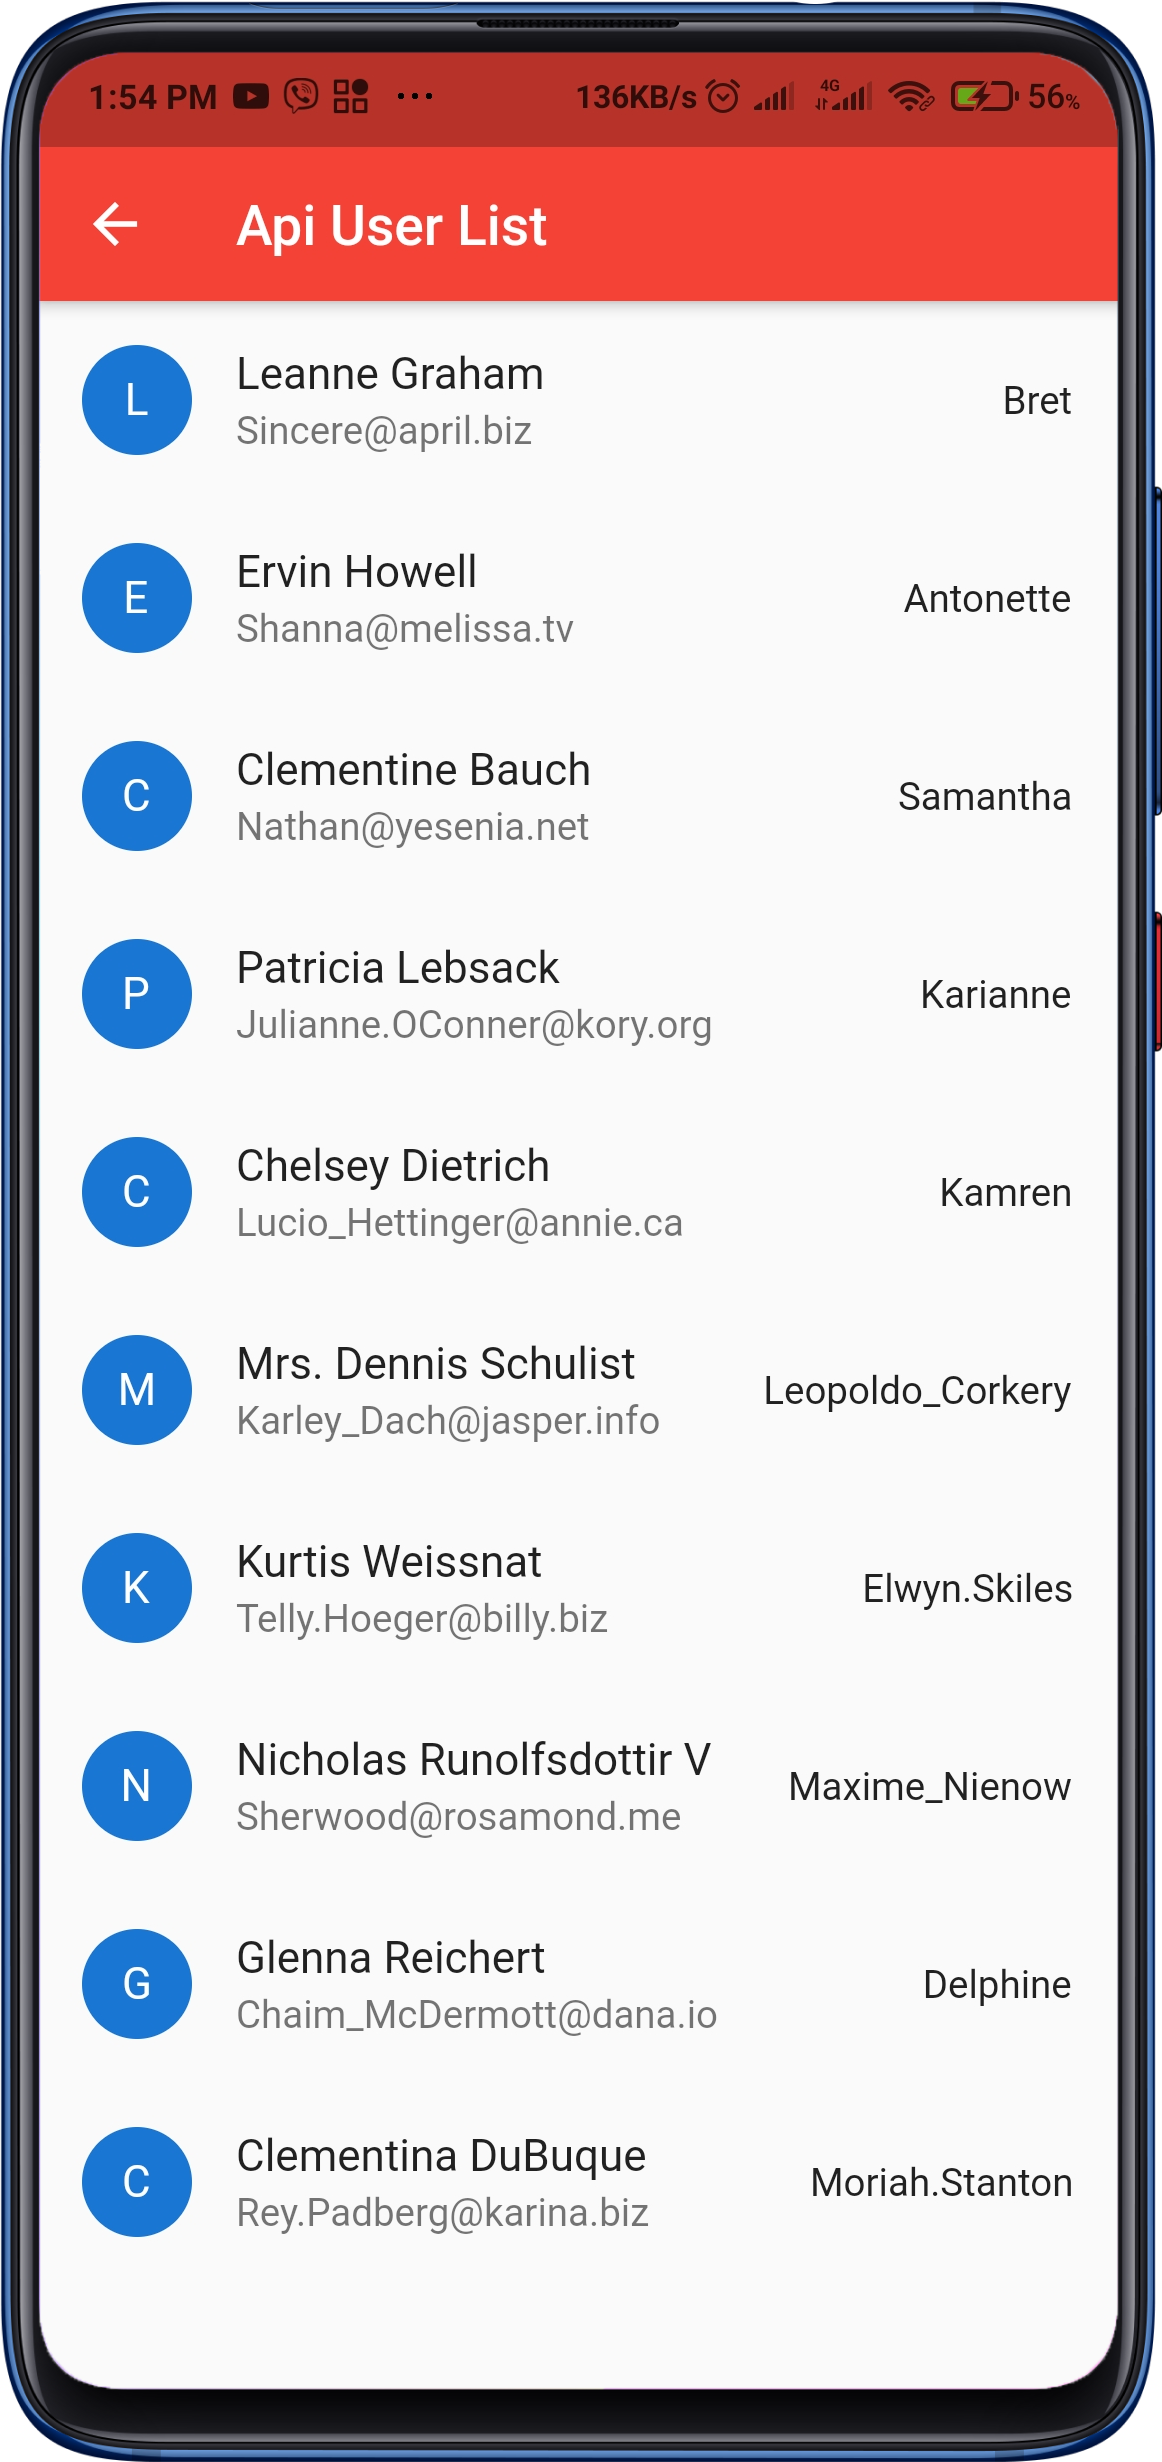 1:54 PM ... 136KB/s 4G 56%
Api User List
L
Leanne Graham
Sincere@april.biz
Bret
E
Ervin Howell
Shanna@melissa.tv
Antonette
C
Clementine Bauch
Nathan@yesenia.net
Samantha
P
Patricia Lebsack
Julianne.OConner@kory.org
Karianne
C
Chelsey Dietrich
Lucio_Hettinger@annie.ca
Kamren
M
Mrs. Dennis Schulist
Karley_Dach@jasper.info
Leopoldo_Corkery
K
Kurtis Weissnat
Telly.Hoeger@billy.biz
Elwyn.Skiles
N
Nicholas Runolfsdottir V
Sherwood@rosamond.me
Maxime_Nienow
G
Glenna Reichert
Chaim_McDermott@dana.io
Delphine
C
Clementina DuBuque
Rey.Padberg@karina.biz
Moriah.Stanton